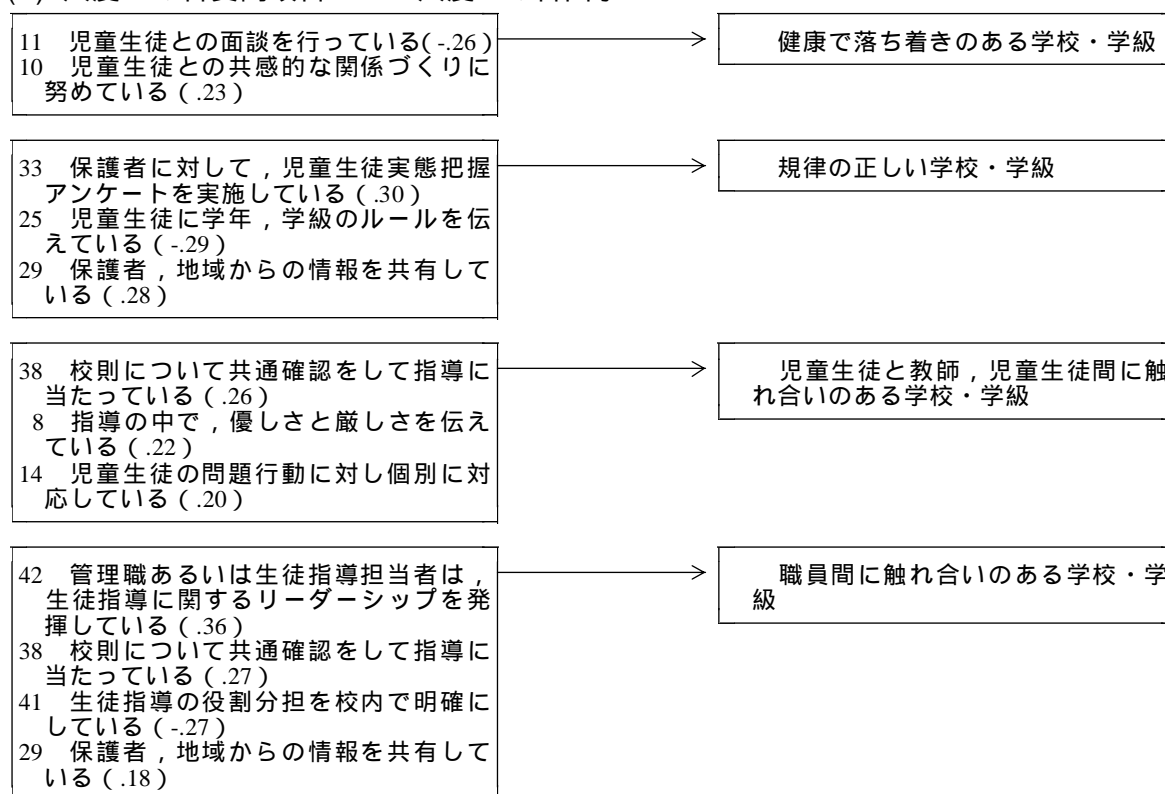 11 児童生徒との面談を行っている(-.26)
10 児童生徒との共感的な関係づくりに
努めている（.23）
健康で落ち着きのある学校・学級
33 保護者に対して，児童生徒実態把握
アンケートを実施している（.30）
25 児童生徒に学年，学級のルールを伝
えている（-.29）
29 保護者，地域からの情報を共有して
いる（.28）
規律の正しい学校・学級
38 校則について共通確認をして指導に
当たっている（.26）
8 指導の中で，優しさと厳しさを伝え
ている（.22）
14 児童生徒の問題行動に対し個別に対
応している（.20）
児童生徒と教師，児童生徒間に触
れ合いのある学校・学級
42 管理職あるいは生徒指導担当者は，
生徒指導に関するリーダーシップを発
揮している（.36）
38 校則について共通確認をして指導に
当たっている（.27）
41 生徒指導の役割分担を校内で明確に
している（-.27）
29 保護者，地域からの情報を共有して
いる（.18）
職員間に触れ合いのある学校・学
級